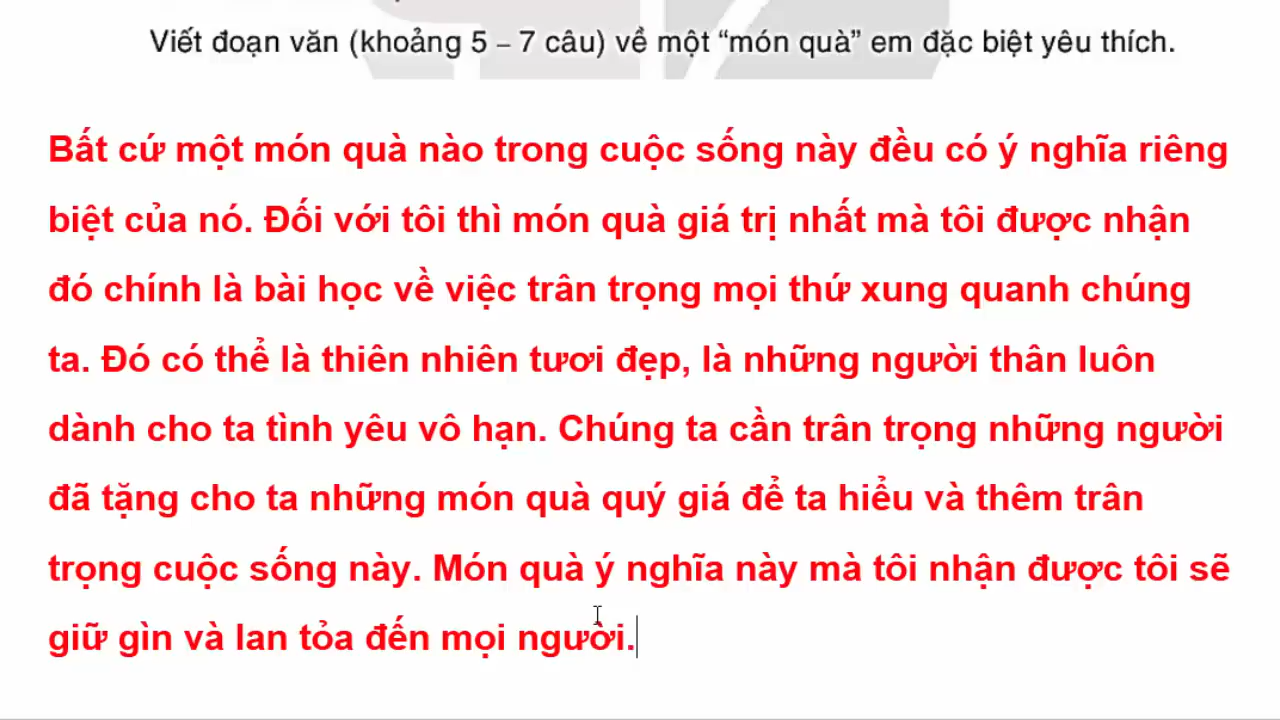 Viết đoạn văn (khoảng 5 – 7 câu) về một “món quà” em đặc biệt yêu thích.
Bất cứ một món quà nào trong cuộc sống này đều có ý nghĩa riêng
biệt của nó. Đối với tôi thì món quà giá trị nhất mà tôi được nhận
đó chính là bài học về việc trân trọng mọi thứ xung quanh chúng
ta. Đó có thể là thiên nhiên tươi đẹp, là những người thân luôn
dành cho ta tình yêu vô hạn. Chúng ta cần trân trọng những người
đã tặng cho ta những món quà quý giá để ta hiểu và thêm trân
trọng cuộc sống này. Món quà ý nghĩa này mà tôi nhận được tôi sẽ
giữ gìn và lan tỏa đến mọi người.